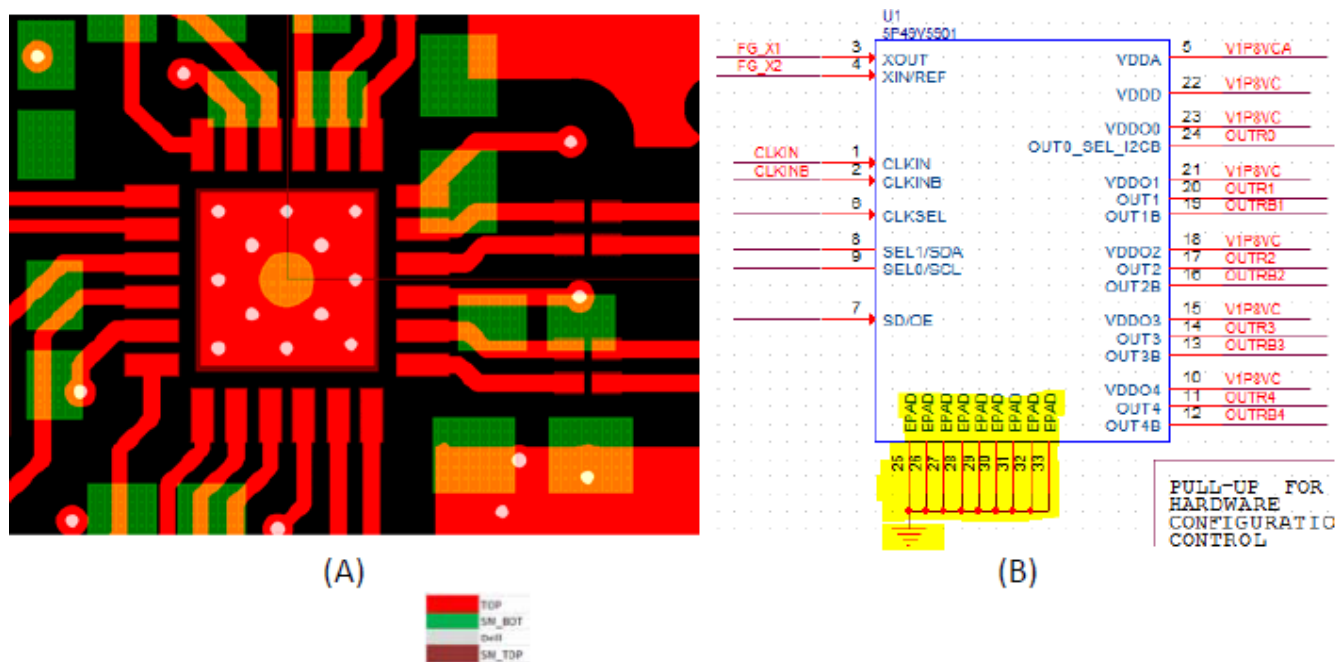 U1
5P49V5901
FG_X1 3 XOUT
FG_X2 4 XIN/REF
CLKIN 1 CLKIN
CLKINB 2 CLKINB
6 CLKSEL
8 SEL1/SDA
9 SEL0/SCL
7 SD/OE
VDDA 5 V1P8VCA
VDDD 22 V1P8VC
VDDO0 23 V1P8VC
OUT0_SEL_I2CB 24 OUTR0
VDDO1 21 V1P8VC
OUT1 20 OUTR1
OUT1B 19 OUTRB1
VDDO2 18 V1P8VC
OUT2 17 OUTR2
OUT2B 16 OUTRB2
VDDO3 15 V1P8VC
OUT3 14 OUTR3
OUT3B 13 OUTRB3
VDDO4 10 V1P8VC
OUT4 11 OUTR4
OUT4B 12 OUTRB4
EPAD EPAD EPAD EPAD EPAD EPAD EPAD EPAD EPAD
25 26 27 28 29 30 31 32 33
PULL-UP FOR
HARDWARE
CONFIGURATIO
CONTROL
(A)
(B)
TOP
SM_BOT
SM_TOP